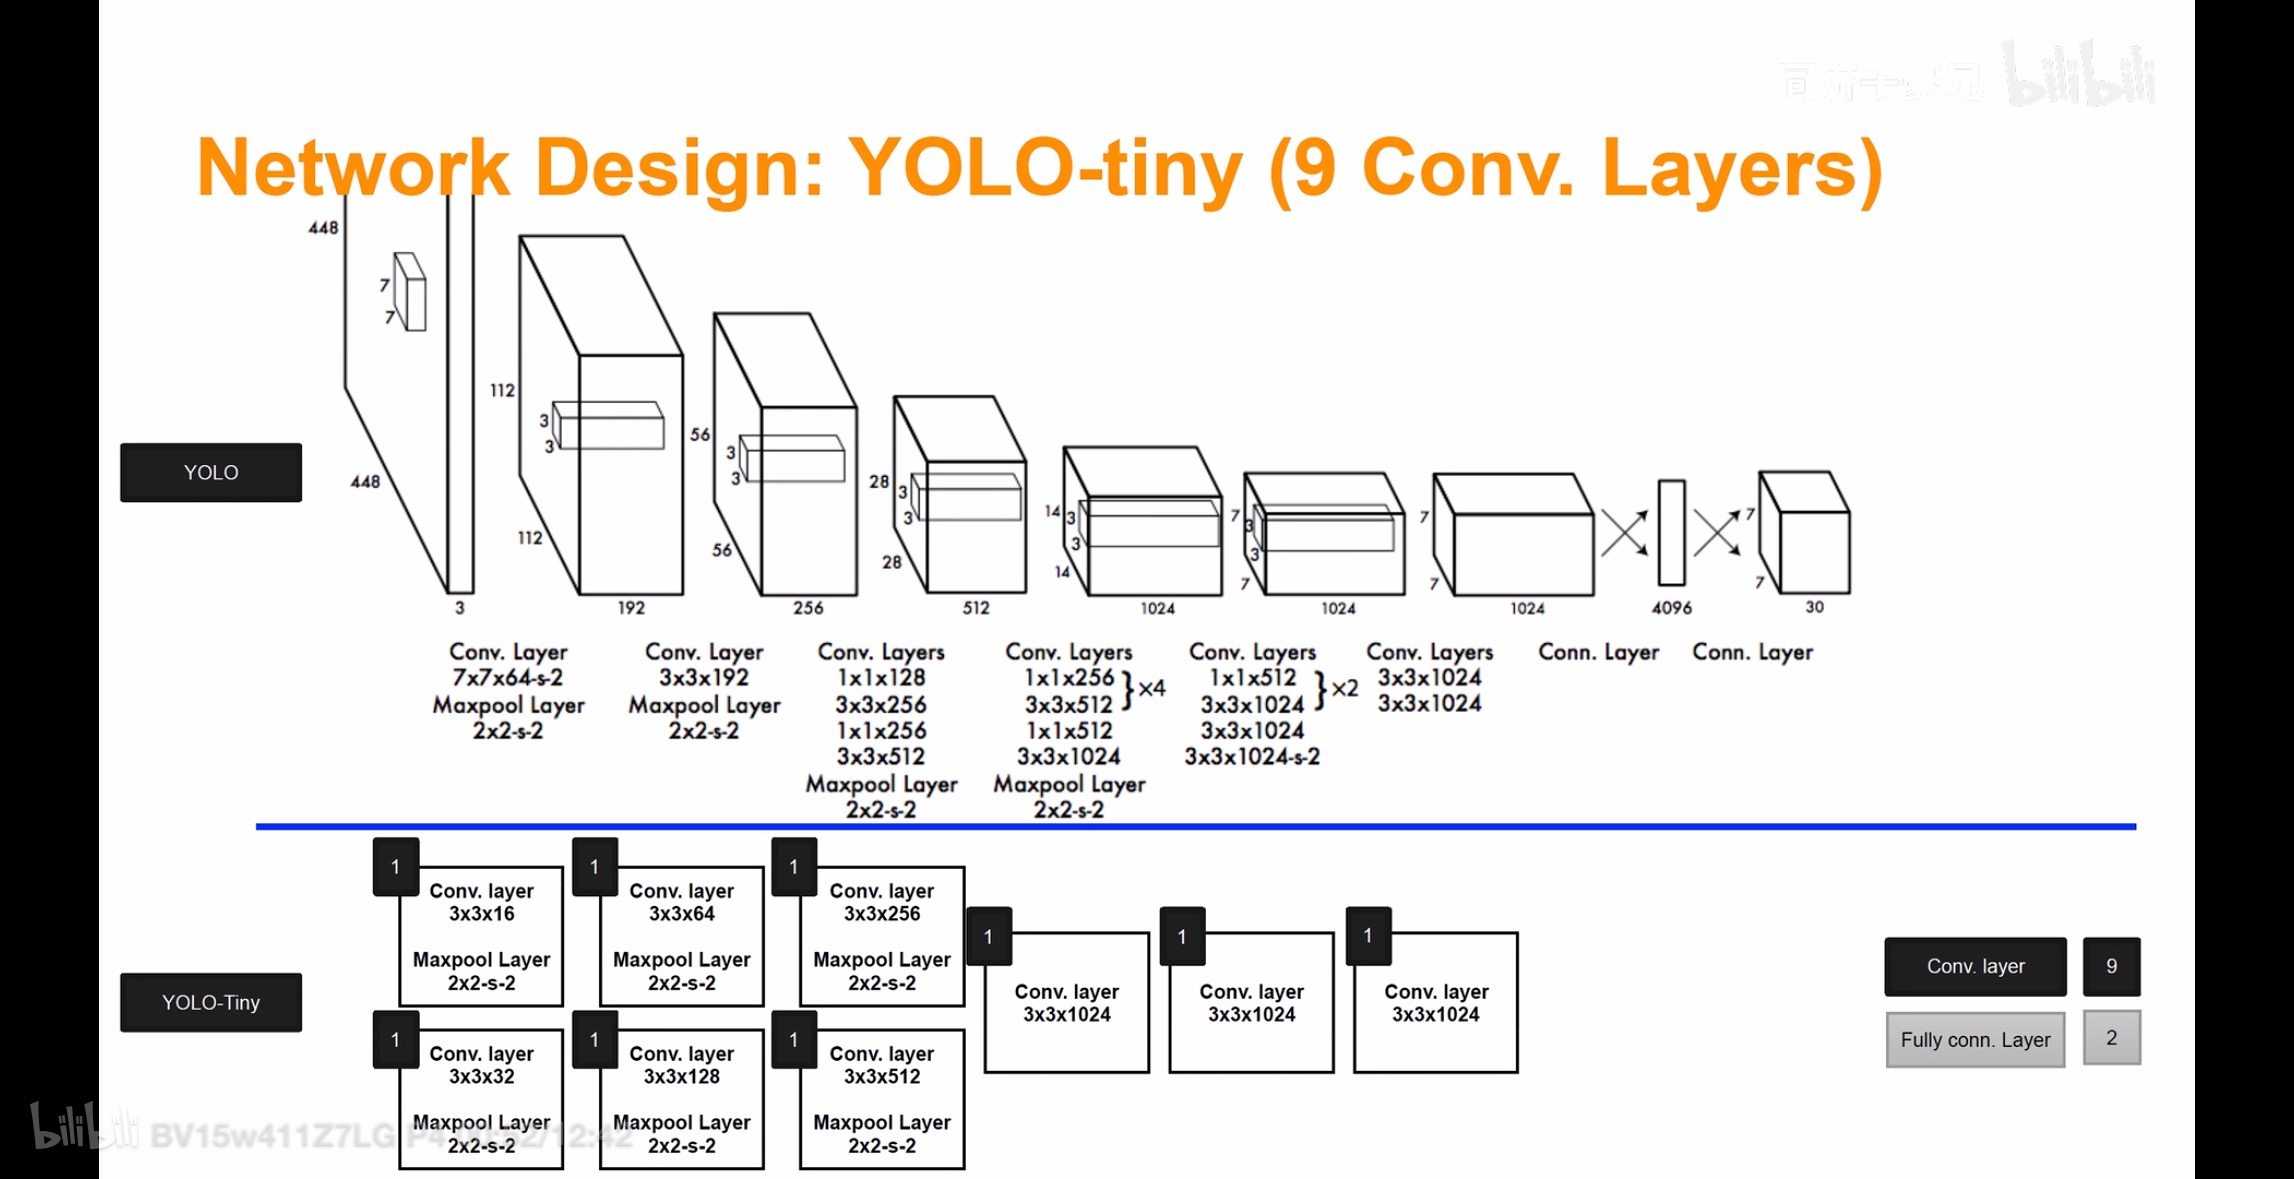 bilibili
Network Design: YOLO-tiny (9 Conv. Layers)
448
7
7
448
3
112
3
3
112
192
56
3
3
56
256
28
3
3
28
512
14
3
3
14
1024
7
3
3
7
1024
7
7
1024
4096
7
7
30
YOLO
Conv. Layer
7x7x64-s-2
Maxpool Layer
2x2-s-2
Conv. Layer
3x3x192
Maxpool Layer
2x2-s-2
Conv. Layers
1x1x128
3x3x256
1x1x256
3x3x512
Maxpool Layer
2x2-s-2
Conv. Layers
1x1x256
3x3x512
}×4
1x1x512
3x3x1024
Maxpool Layer
2x2-s-2
Conv. Layers
1x1x512
3x3x1024
}×2
3x3x1024
3x3x1024-s-2
Conv. Layers
3x3x1024
3x3x1024
Conn. Layer
Conn. Layer
YOLO-Tiny
1
Conv. layer
3x3x16
Maxpool Layer
2x2-s-2
1
Conv. layer
3x3x64
Maxpool Layer
2x2-s-2
1
Conv. layer
3x3x256
Maxpool Layer
2x2-s-2
1
Conv. layer
3x3x32
Maxpool Layer
2x2-s-2
1
Conv. layer
3x3x128
Maxpool Layer
2x2-s-2
1
Conv. layer
3x3x512
Maxpool Layer
2x2-s-2
1
Conv. layer
3x3x1024
1
Conv. layer
3x3x1024
1
Conv. layer
3x3x1024
Conv. layer
9
Fully conn. Layer
2
bilibili BV15w411Z7LG P4